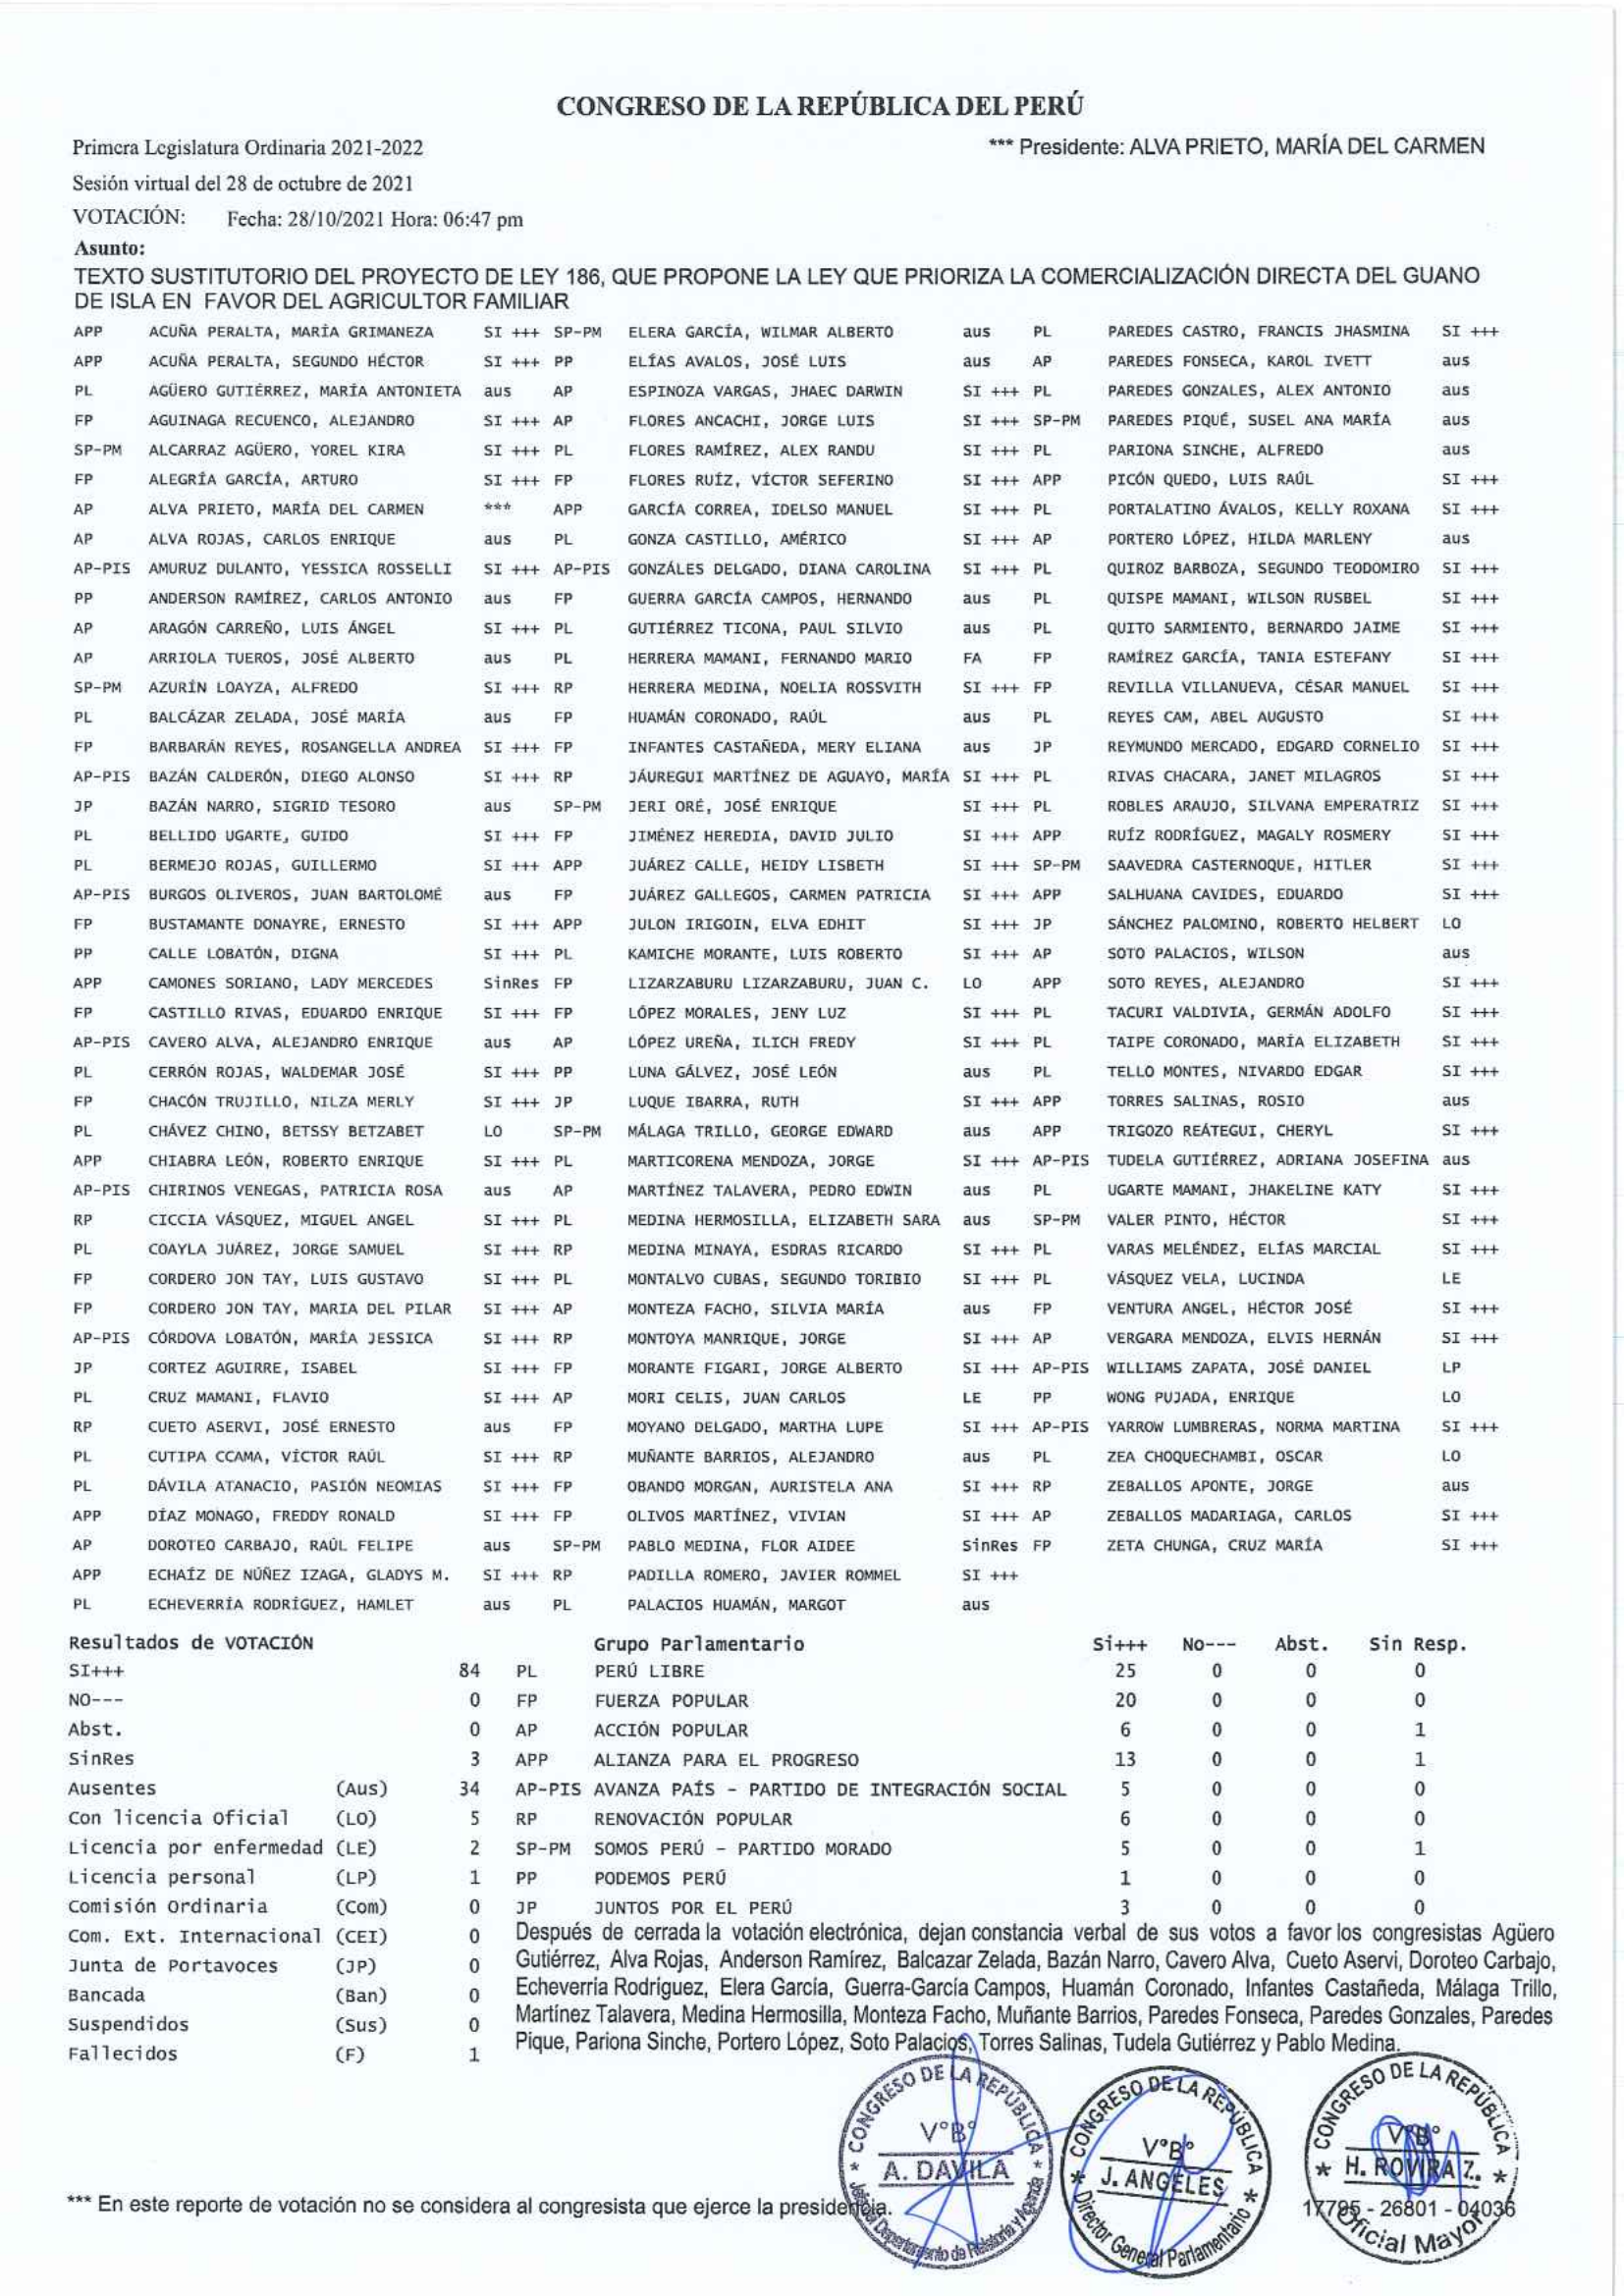 CONGRESO DE LA REPÚBLICA DEL PERÚ
Primera Legislatura Ordinaria 2021-2022 *** Presidente: ALVA PRIETO, MARÍA DEL CARMEN
Sesión virtual del 28 de octubre de 2021
VOTACIÓN: Fecha: 28/10/2021 Hora: 06:47 pm
Asunto:
TEXTO SUSTITUTORIO DEL PROYECTO DE LEY 186, QUE PROPONE LA LEY QUE PRIORIZA LA COMERCIALIZACIÓN DIRECTA DEL GUANO
DE ISLA EN FAVOR DEL AGRICULTOR FAMILIAR
APP ACUÑA PERALTA, MARÍA GRIMANEZA SI +++ SP-PM ELERA GARCÍA, WILMAR ALBERTO aus PL PAREDES CASTRO, FRANCIS JHASMINA SI +++
APP ACUÑA PERALTA, SEGUNDO HÉCTOR SI +++ PP ELÍAS AVALOS, JOSÉ LUIS aus AP PAREDES FONSECA, KAROL IVETT aus
PL AGÜERO GUTIÉRREZ, MARÍA ANTONIETA aus AP ESPINOZA VARGAS, JHAEC DARWIN SI +++ PL PAREDES GONZALES, ALEX ANTONIO aus
FP AGUINAGA RECUENCO, ALEJANDRO SI +++ AP FLORES ANCACHI, JORGE LUIS SI +++ SP-PM PAREDES PIQUÉ, SUSEL ANA MARÍA aus
SP-PM ALCARRAZ AGÜERO, YOREL KIRA SI +++ PL FLORES RAMÍREZ, ALEX RANDU SI +++ PL PARIONA SINCHE, ALFREDO aus
FP ALEGRÍA GARCÍA, ARTURO SI +++ FP FLORES RUÍZ, VÍCTOR SEFERINO SI +++ APP PICÓN QUEDO, LUIS RAÚL SI +++
AP ALVA PRIETO, MARÍA DEL CARMEN *** APP GARCÍA CORREA, IDELSO MANUEL SI +++ PL PORTALATINO ÁVALOS, KELLY ROXANA SI +++
AP ALVA ROJAS, CARLOS ENRIQUE aus PL GONZA CASTILLO, AMÉRICO SI +++ AP PORTERO LÓPEZ, HILDA MARLENY aus
AP-PIS AMURUZ DULANTO, YESSICA ROSSELLI SI +++ AP-PIS GONZÁLES DELGADO, DIANA CAROLINA SI +++ PL QUIROZ BARBOZA, SEGUNDO TEODOMIRO SI +++
PP ANDERSON RAMÍREZ, CARLOS ANTONIO aus FP GUERRA GARCÍA CAMPOS, HERNANDO aus PL QUISPE MAMANI, WILSON RUSBEL SI +++
AP ARAGÓN CARREÑO, LUIS ÁNGEL SI +++ PL GUTIÉRREZ TICONA, PAUL SILVIO aus PL QUITO SARMIENTO, BERNARDO JAIME SI +++
AP ARRIOLA TUEROS, JOSÉ ALBERTO aus PL HERRERA MAMANI, FERNANDO MARIO FA FP RAMÍREZ GARCÍA, TANIA ESTEFANY SI +++
SP-PM AZURÍN LOAYZA, ALFREDO SI +++ RP HERRERA MEDINA, NOELIA ROSSVITH SI +++ FP REVILLA VILLANUEVA, CÉSAR MANUEL SI +++
PL BALCÁZAR ZELADA, JOSÉ MARÍA aus FP HUAMÁN CORONADO, RAÚL aus PL REYES CAM, ABEL AUGUSTO SI +++
FP BARBARÁN REYES, ROSANGELLA ANDREA SI +++ FP INFANTES CASTAÑEDA, MERY ELIANA aus JP REYMUNDO MERCADO, EDGARD CORNELIO SI +++
AP-PIS BAZÁN CALDERÓN, DIEGO ALONSO SI +++ RP JÁUREGUI MARTÍNEZ DE AGUAYO, MARÍA SI +++ PL RIVAS CHACARA, JANET MILAGROS SI +++
JP BAZÁN NARRO, SIGRID TESORO aus SP-PM JERI ORÉ, JOSÉ ENRIQUE SI +++ PL ROBLES ARAUJO, SILVANA EMPERATRIZ SI +++
PL BELLIDO UGARTE, GUIDO SI +++ FP JIMÉNEZ HEREDIA, DAVID JULIO SI +++ APP RUÍZ RODRÍGUEZ, MAGALY ROSMERY SI +++
PL BERMEJO ROJAS, GUILLERMO SI +++ APP JUÁREZ CALLE, HEIDY LISBETH SI +++ SP-PM SAAVEDRA CASTERNOQUE, HITLER SI +++
AP-PIS BURGOS OLIVEROS, JUAN BARTOLOMÉ aus FP JUÁREZ GALLEGOS, CARMEN PATRICIA SI +++ APP SALHUANA CAVIDES, EDUARDO SI +++
FP BUSTAMANTE DONAYRE, ERNESTO SI +++ APP JULON IRIGOIN, ELVA EDHIT SI +++ JP SÁNCHEZ PALOMINO, ROBERTO HELBERT LO
PP CALLE LOBATÓN, DIGNA SI +++ PL KAMICHE MORANTE, LUIS ROBERTO SI +++ AP SOTO PALACIOS, WILSON aus
APP CAMONES SORIANO, LADY MERCEDES SinRes FP LIZARZABURU LIZARZABURU, JUAN C. LO APP SOTO REYES, ALEJANDRO SI +++
FP CASTILLO RIVAS, EDUARDO ENRIQUE SI +++ FP LÓPEZ MORALES, JENY LUZ SI +++ PL TACURI VALDIVIA, GERMÁN ADOLFO SI +++
AP-PIS CAVERO ALVA, ALEJANDRO ENRIQUE aus AP LÓPEZ UREÑA, ILICH FREDY SI +++ PL TAIPE CORONADO, MARÍA ELIZABETH SI +++
PL CERRÓN ROJAS, WALDEMAR JOSÉ SI +++ PP LUNA GÁLVEZ, JOSÉ LEÓN aus PL TELLO MONTES, NIVARDO EDGAR SI +++
FP CHACÓN TRUJILLO, NILZA MERLY SI +++ JP LUQUE IBARRA, RUTH SI +++ APP TORRES SALINAS, ROSIO aus
PL CHÁVEZ CHINO, BETSSY BETZABET LO SP-PM MÁLAGA TRILLO, GEORGE EDWARD aus APP TRIGOZO REÁTEGUI, CHERYL SI +++
APP CHIABRA LEÓN, ROBERTO ENRIQUE SI +++ PL MARTICORENA MENDOZA, JORGE SI +++ AP-PIS TUDELA GUTIÉRREZ, ADRIANA JOSEFINA aus
AP-PIS CHIRINOS VENEGAS, PATRICIA ROSA aus AP MARTÍNEZ TALAVERA, PEDRO EDWIN aus PL UGARTE MAMANI, JHAKELINE KATY SI +++
RP CICCIA VÁSQUEZ, MIGUEL ANGEL SI +++ PL MEDINA HERMOSILLA, ELIZABETH SARA aus SP-PM VALER PINTO, HÉCTOR SI +++
PL COAYLA JUÁREZ, JORGE SAMUEL SI +++ RP MEDINA MINAYA, ESDRAS RICARDO SI +++ PL VARAS MELÉNDEZ, ELÍAS MARCIAL SI +++
FP CORDERO JON TAY, LUIS GUSTAVO SI +++ PL MONTALVO CUBAS, SEGUNDO TORIBIO SI +++ PL VÁSQUEZ VELA, LUCINDA LE
FP CORDERO JON TAY, MARIA DEL PILAR SI +++ AP MONTEZA FACHO, SILVIA MARÍA aus FP VENTURA ANGEL, HÉCTOR JOSÉ SI +++
AP-PIS CÓRDOVA LOBATÓN, MARÍA JESSICA SI +++ RP MONTOYA MANRIQUE, JORGE SI +++ AP VERGARA MENDOZA, ELVIS HERNÁN SI +++
JP CORTEZ AGUIRRE, ISABEL SI +++ FP MORANTE FIGARI, JORGE ALBERTO SI +++ AP-PIS WILLIAMS ZAPATA, JOSÉ DANIEL LP
PL CRUZ MAMANI, FLAVIO SI +++ AP MORI CELIS, JUAN CARLOS LE PP WONG PUJADA, ENRIQUE LO
RP CUETO ASERVI, JOSÉ ERNESTO aus FP MOYANO DELGADO, MARTHA LUPE SI +++ AP-PIS YARROW LUMBRERAS, NORMA MARTINA SI +++
PL CUTIPA CCAMA, VÍCTOR RAÚL SI +++ RP MUÑANTE BARRIOS, ALEJANDRO aus PL ZEA CHOQUECHAMBI, OSCAR LO
PL DÁVILA ATANACIO, PASIÓN NEOMIAS SI +++ FP OBANDO MORGAN, AURISTELA ANA SI +++ RP ZEBALLOS APONTE, JORGE aus
APP DÍAZ MONAGO, FREDDY RONALD SI +++ FP OLIVOS MARTÍNEZ, VIVIAN SI +++ AP ZEBALLOS MADARIAGA, CARLOS SI +++
AP DOROTEO CARBAJO, RAÚL FELIPE aus SP-PM PABLO MEDINA, FLOR AIDEE SinRes FP ZETA CHUNGA, CRUZ MARÍA SI +++
APP ECHAÍZ DE NÚÑEZ IZAGA, GLADYS M. SI +++ RP PADILLA ROMERO, JAVIER ROMMEL SI +++
PL ECHEVERRÍA RODRÍGUEZ, HAMLET aus PL PALACIOS HUAMÁN, MARGOT aus
Resultados de VOTACIÓN Grupo Parlamentario Si+++ No--- Abst. Sin Resp.
SI+++ 84 PL PERÚ LIBRE 25 0 0 0
NO--- 0 FP FUERZA POPULAR 20 0 0 0
Abst. 0 AP ACCIÓN POPULAR 6 0 0 1
SinRes 3 APP ALIANZA PARA EL PROGRESO 13 0 0 1
Ausentes (Aus) 34 AP-PIS AVANZA PAÍS - PARTIDO DE INTEGRACIÓN SOCIAL 5 0 0 0
Con licencia Oficial (LO) 5 RP RENOVACIÓN POPULAR 6 0 0 0
Licencia por enfermedad (LE) 2 SP-PM SOMOS PERÚ - PARTIDO MORADO 5 0 0 1
Licencia personal (LP) 1 PP PODEMOS PERÚ 1 0 0 0
Comisión Ordinaria (Com) 0 JP JUNTOS POR EL PERÚ 3 0 0 0
Com. Ext. Internacional (CEI) 0
Junta de Portavoces (JP) 0
Bancada (Ban) 0
Suspendidos (Sus) 0
Fallecidos (F) 1
Después de cerrada la votación electrónica, dejan constancia verbal de sus votos a favor los congresistas Agüero
Gutiérrez, Alva Rojas, Anderson Ramírez, Balcazar Zelada, Bazán Narro, Cavero Alva, Cueto Aservi, Doroteo Carbajo,
Echeverría Rodríguez, Elera García, Guerra-García Campos, Huamán Coronado, Infantes Castañeda, Málaga Trillo,
Martínez Talavera, Medina Hermosilla, Monteza Facho, Muñante Barrios, Paredes Fonseca, Paredes Gonzales, Paredes
Pique, Pariona Sinche, Portero López, Soto Palacios, Torres Salinas, Tudela Gutiérrez y Pablo Medina.
* CONGRESO DE LA REPÚBLICA *
V°B°
A. DAVILA
Jefe del Departamento de Relatoría y Agenda
* CONGRESO DE LA REPÚBLICA *
V°B°
J. ANGELES
Director General Parlamentario
* CONGRESO DE LA REPÚBLICA *
V°B°
H. ROVIRA Z.
Oficial Mayor
*** En este reporte de votación no se considera al congresista que ejerce la presidencia. 17795 - 26801 - 04036